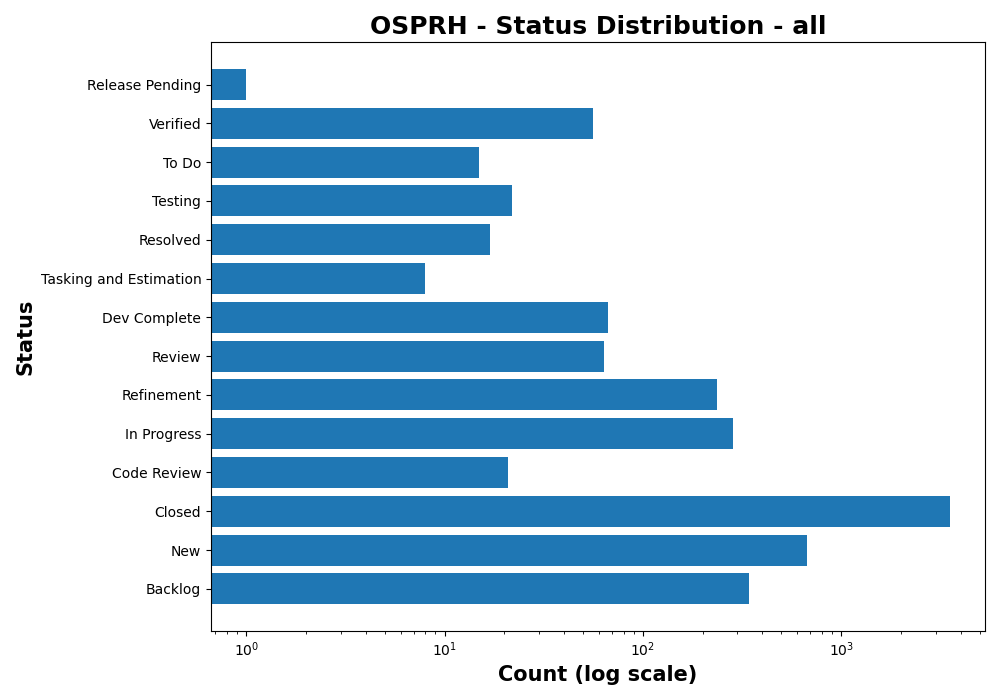 OSPRH - Status Distribution - all
Release Pending
Verified
To Do
Testing
Resolved
Tasking and Estimation
Dev Complete
Review
Refinement
In Progress
Code Review
Closed
New
Backlog
Status
10⁰ 10¹ 10² 10³
Count (log scale)